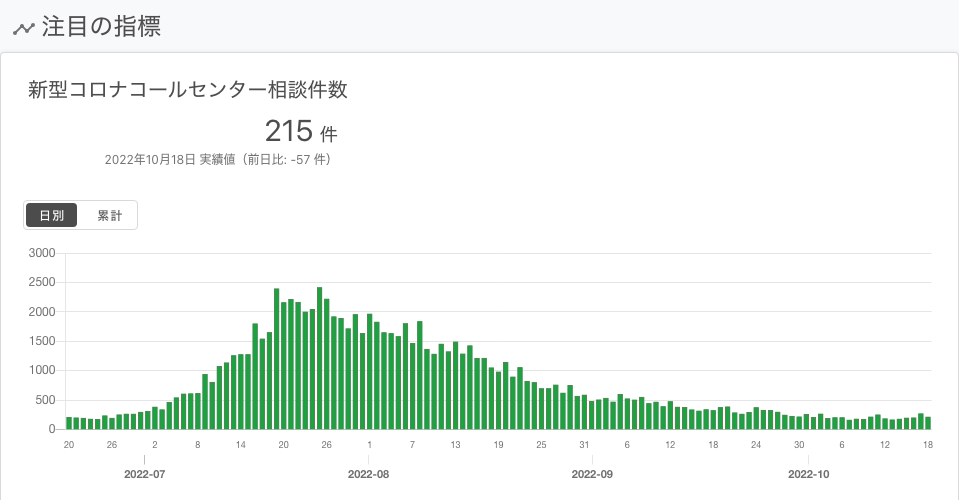 注目の指標
新型コロナコールセンター相談件数
215 件
2022年10月18日 実績値（前日比: -57 件）
日別 累計
3000
2500
2000
1500
1000
500
0
20 26 2 8 14 20 26 1 7 13 19 25 31 6 12 18 24 30 6 12 18
2022-07 2022-08 2022-09 2022-10